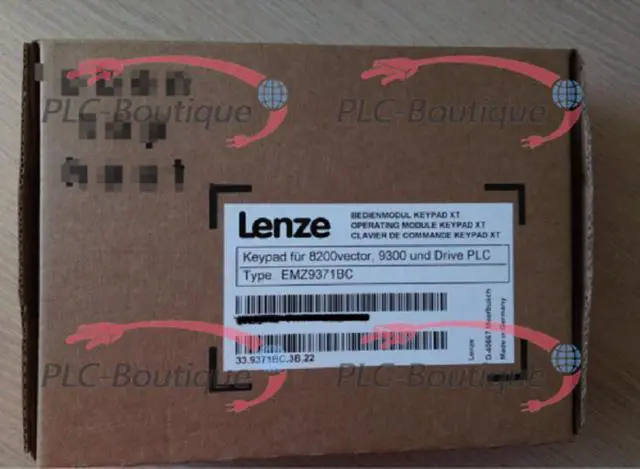 PLC-Boutique PLC-Boutique
Lenze
BEDIENMODUL KEYPAD XT
OPERATING MODULE KEYPAD XT
CLAVIER DE COMMANDE KEYPAD XT
Keypad für 8200vector, 9300 und Drive PLC
Type EMZ9371BC
33.9371BC.3B.22
Lenze
Made in Germany
PLC-Boutique PLC-Boutique